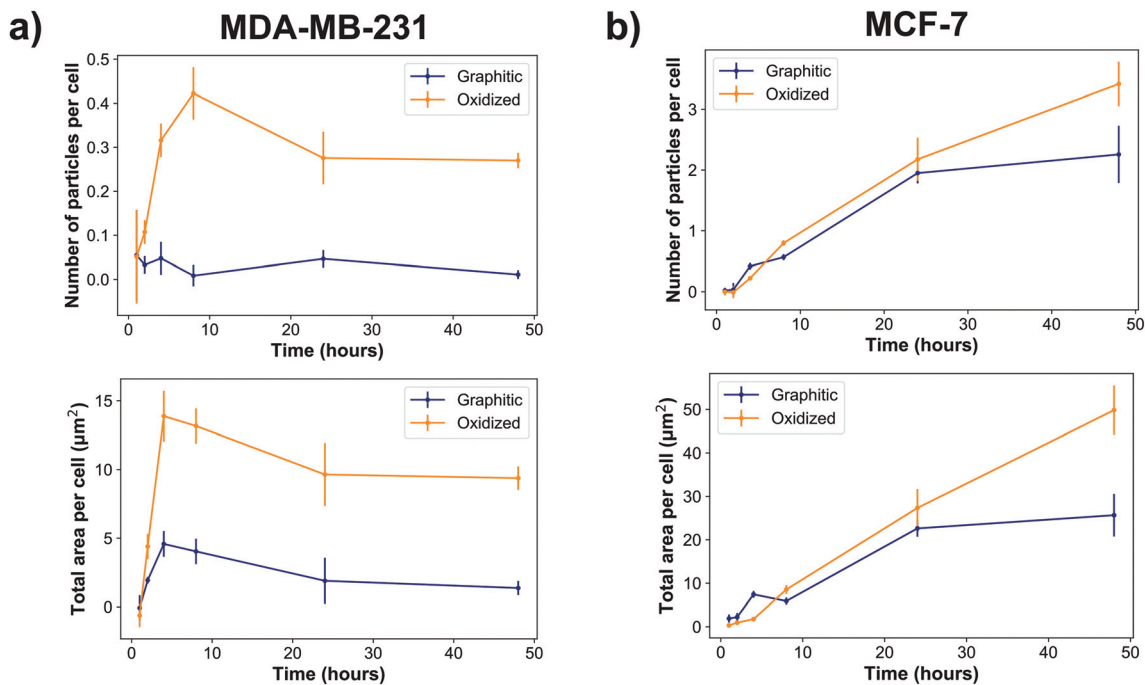 a)
MDA-MB-231
Number of particles per cell
0.5
0.4
0.3
0.2
0.1
0.0
Graphitic
Oxidized
0 10 20 30 40 50
Time (hours)
Total area per cell (µm²)
15
10
5
0
Graphitic
Oxidized
0 10 20 30 40 50
Time (hours)
b)
MCF-7
Number of particles per cell
3
2
1
0
Graphitic
Oxidized
0 10 20 30 40 50
Time (hours)
Total area per cell (µm²)
50
40
30
20
10
0
Graphitic
Oxidized
0 10 20 30 40 50
Time (hours)